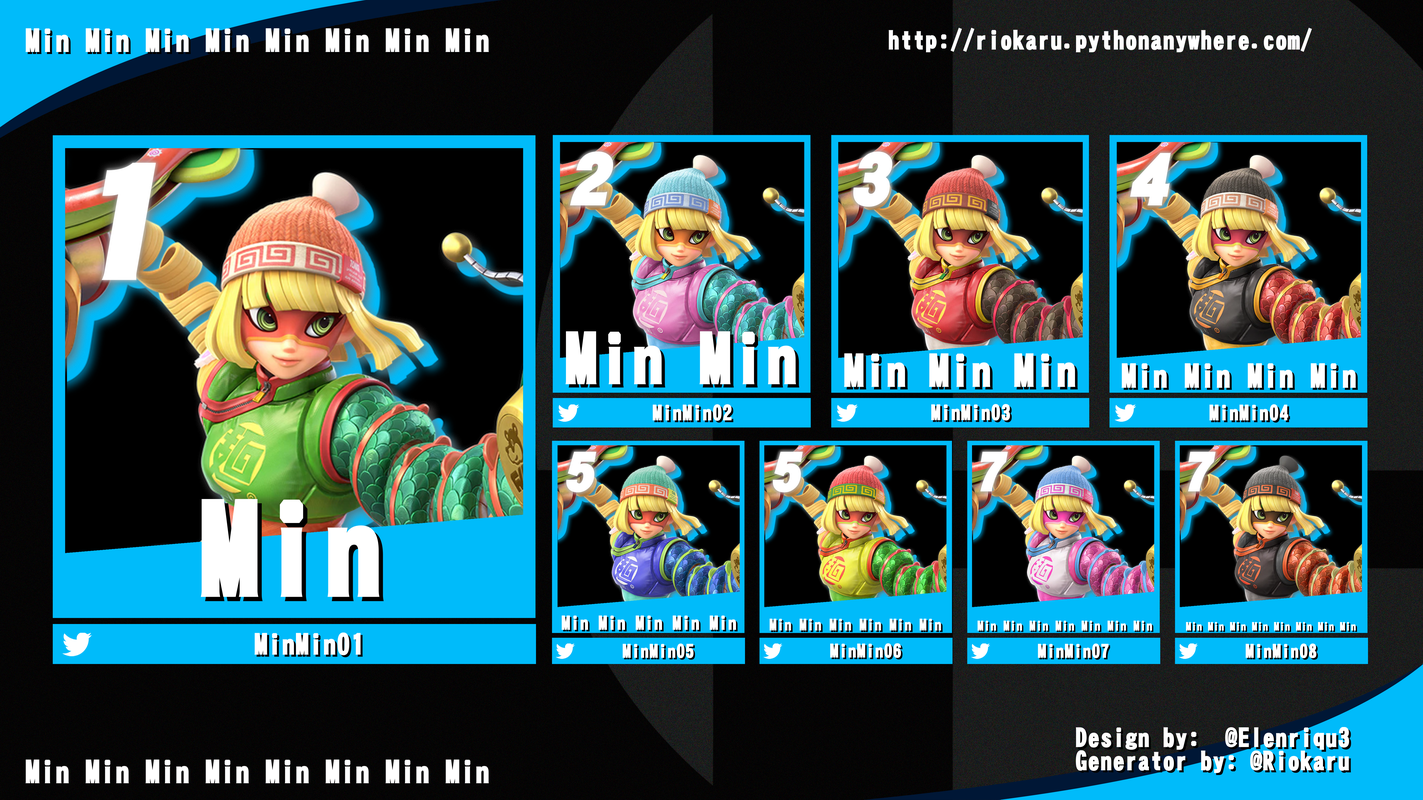 Min Min Min Min Min Min Min Min
http://riokaru.pythonanywhere.com/
1
Min
MinMin01
2
Min Min
MinMin02
3
Min Min Min
MinMin03
4
Min Min Min Min
MinMin04
5
Min Min Min Min Min
MinMin05
5
Min Min Min Min Min Min
MinMin06
7
Min Min Min Min Min Min Min
MinMin07
7
Min Min Min Min Min Min Min Min
MinMin08
Min Min Min Min Min Min Min Min
Design by: @Elenriqu3
Generator by: @Riokaru